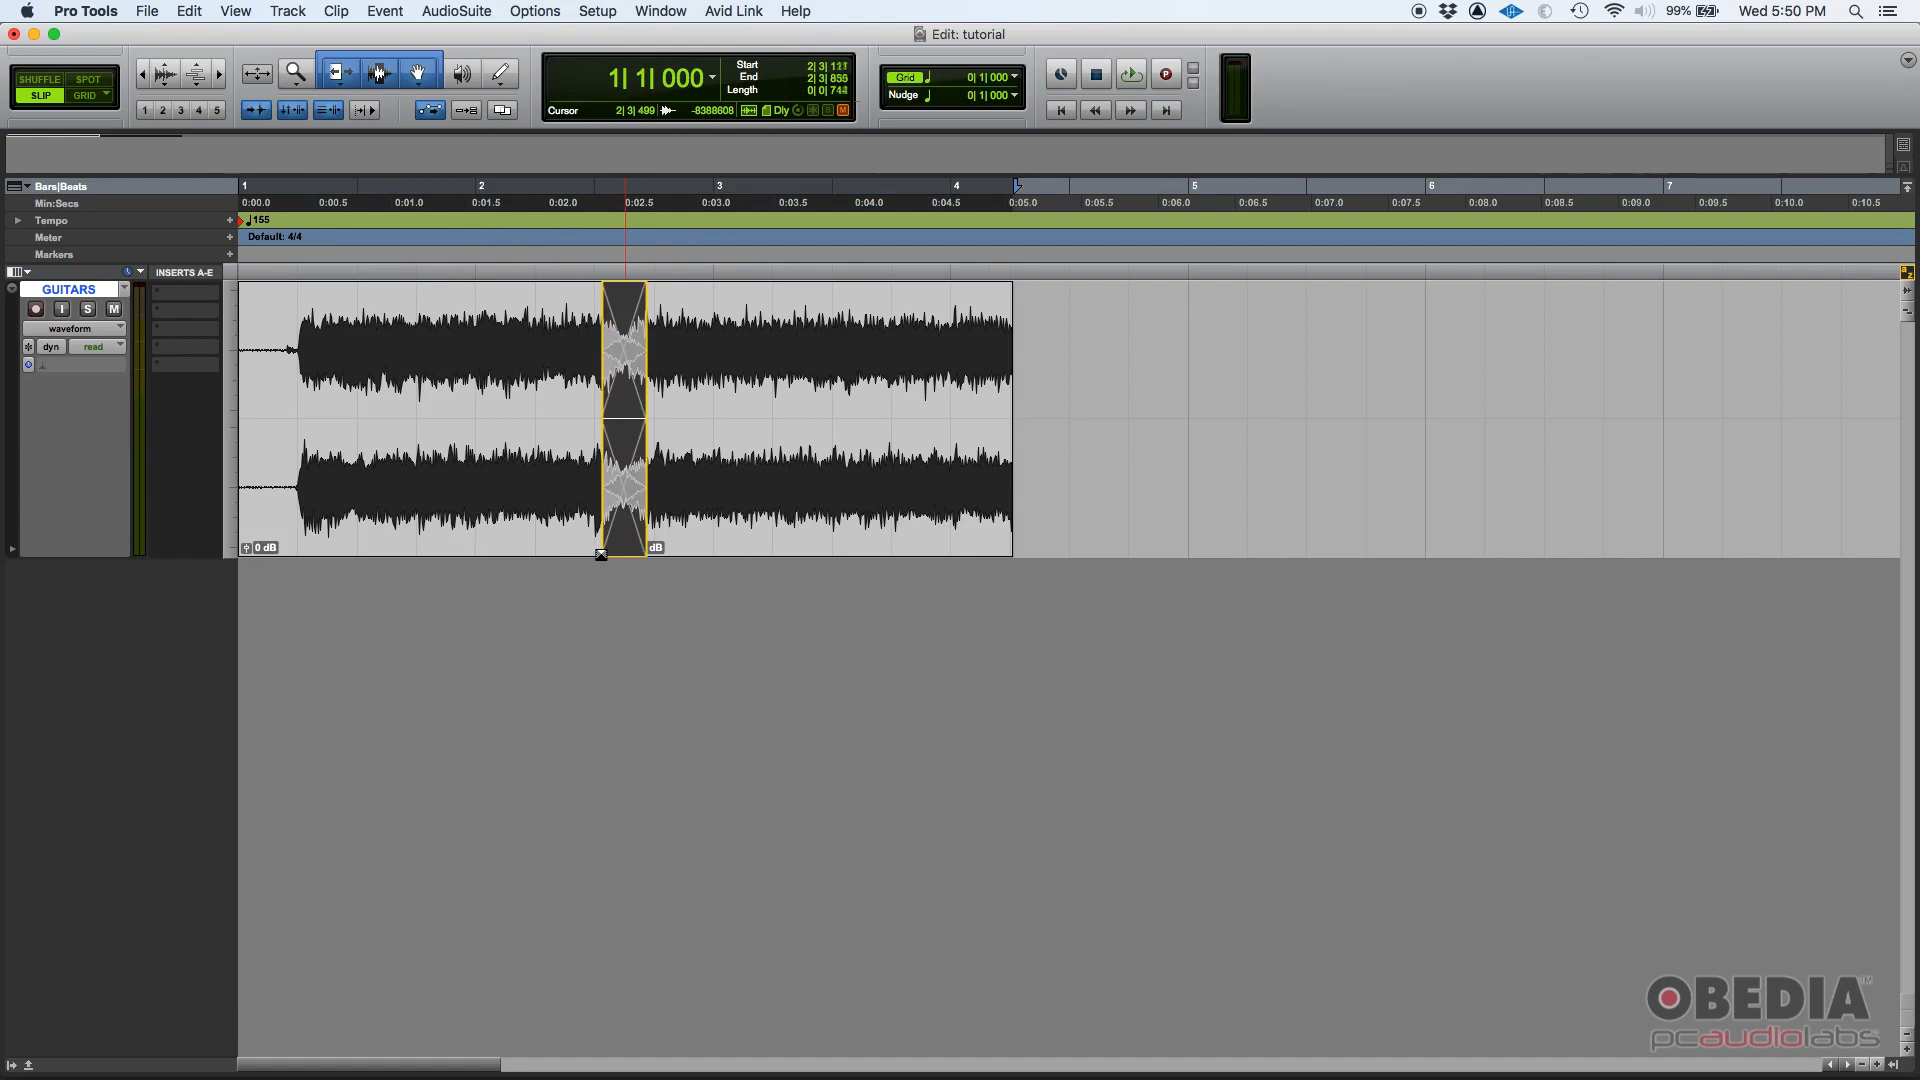 Pro Tools File Edit View Track Clip Event AudioSuite Options Setup Window Avid Link Help 99% Wed 5:50 PM
Edit: tutorial
SHUFFLE SPOT
SLIP GRID
1 2 3 4 5
1| 1| 000
Start 2| 3| 111
End 2| 3| 855
Length 0| 0| 744
Cursor 2| 3| 499 -8388608 Dly
Grid 0| 1| 000
Nudge 0| 1| 000
Bars|Beats 1 2 3 4 5 6 7
Min:Secs 0:00.0 0:00.5 0:01.0 0:01.5 0:02.0 0:02.5 0:03.0 0:03.5 0:04.0 0:04.5 0:05.0 0:05.5 0:06.0 0:06.5 0:07.0 0:07.5 0:08.0 0:08.5 0:09.0 0:09.5 0:10.0 0:10.5
Tempo + 155
Meter + Default: 4/4
Markers +
INSERTS A-E
GUITARS
I S M
waveform
dyn read
0 dB dB
OBEDIA™
pcaudiolabs